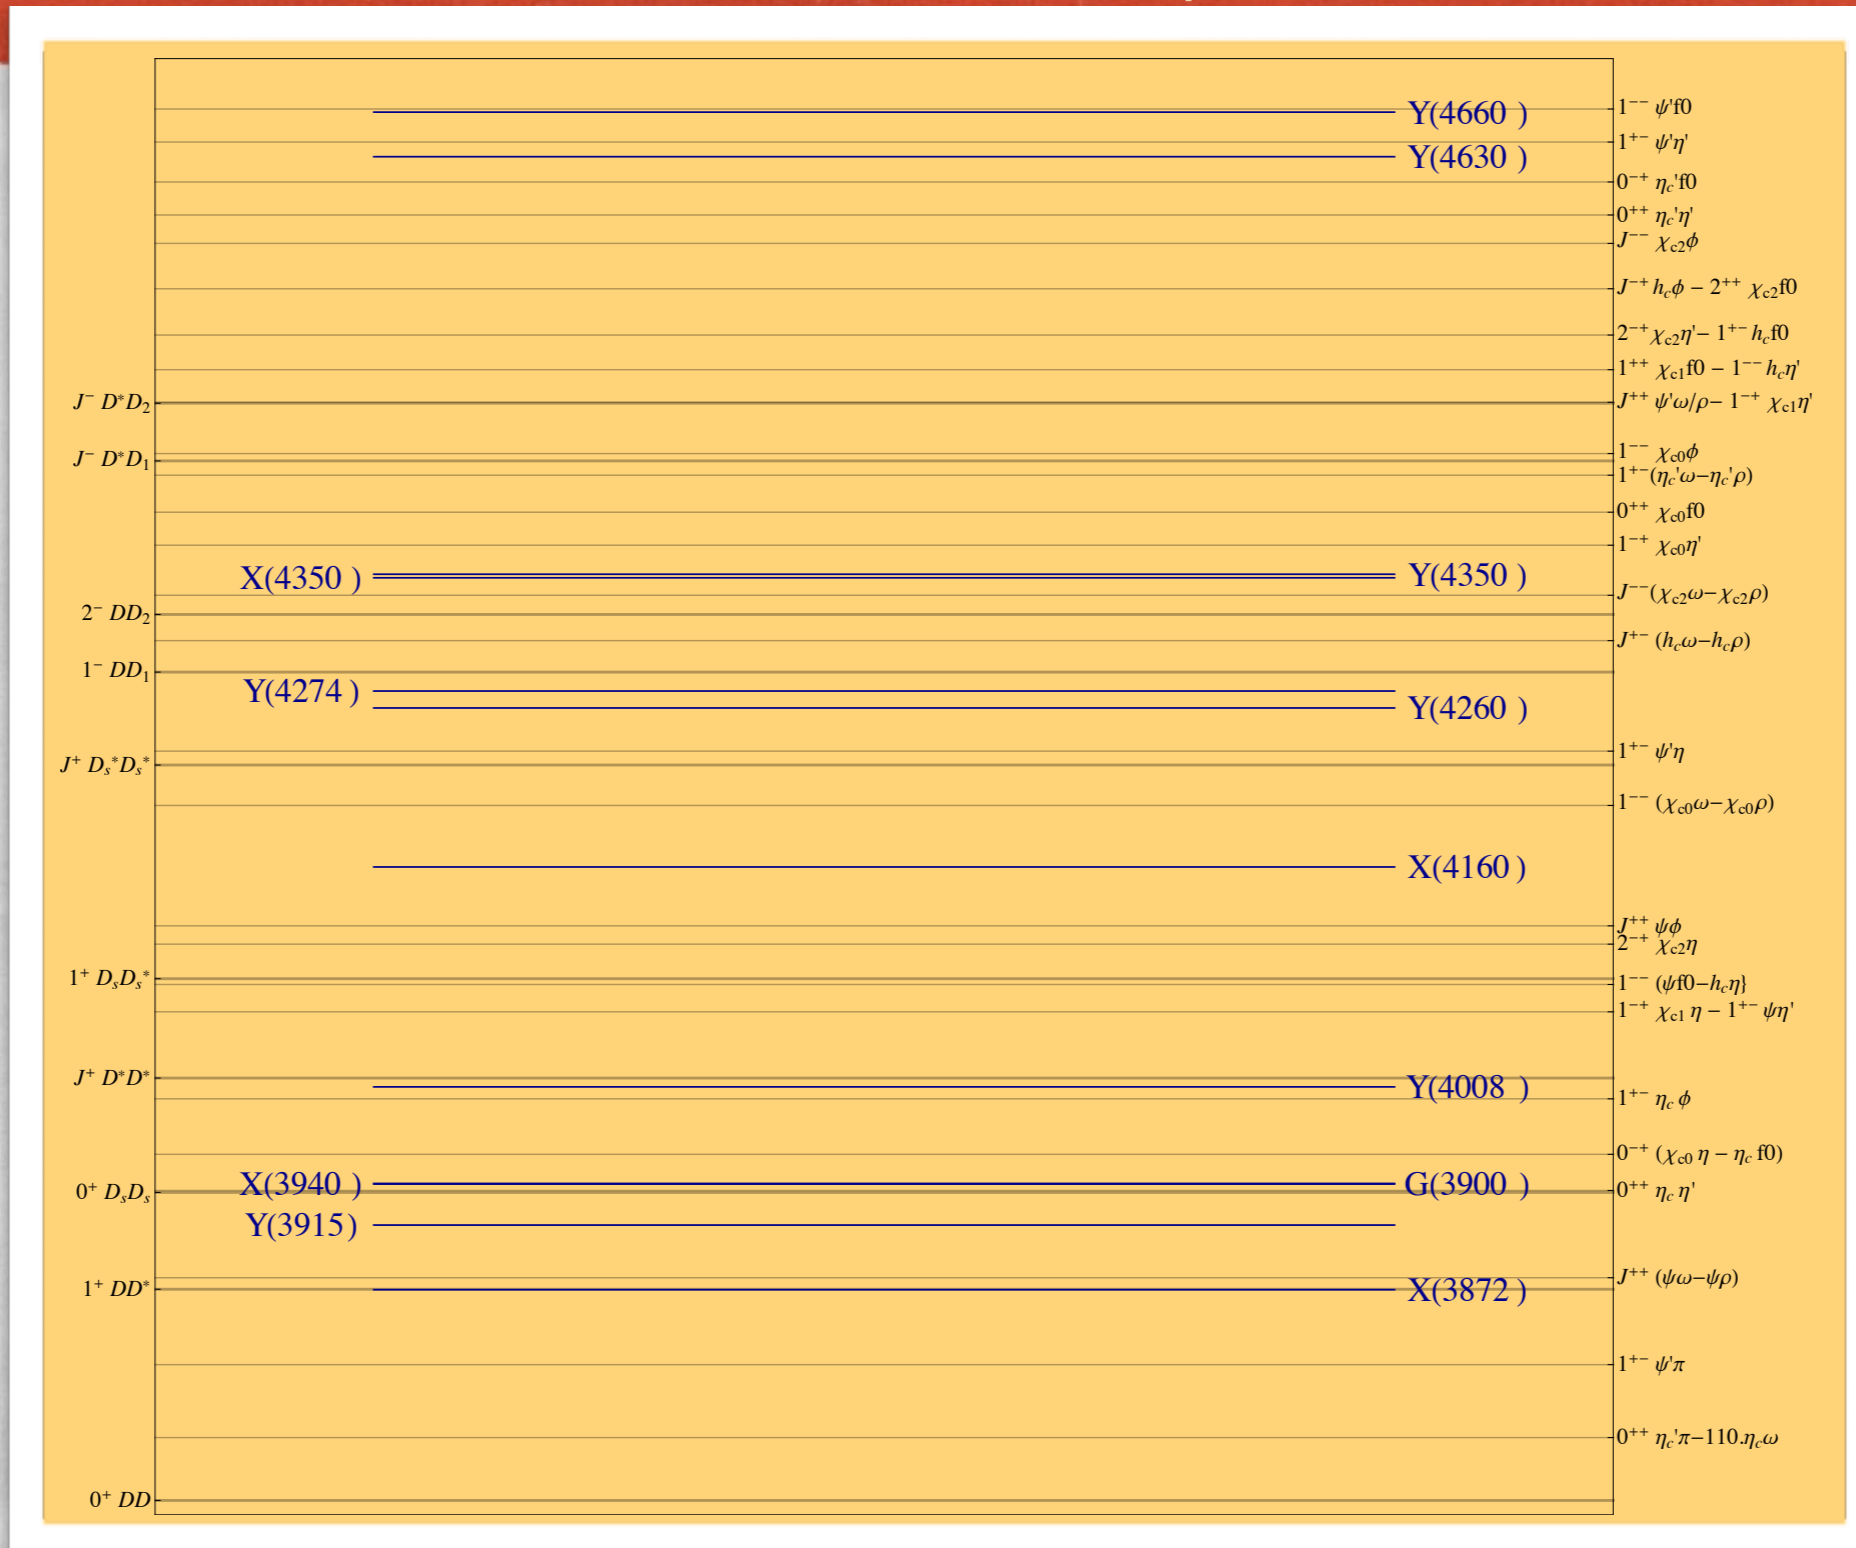 1⁻⁻ ψ'f0
Y(4660 )
1⁺⁻ ψ'η'
Y(4630 )
0⁻⁺ η_c'f0
0⁺⁺ η_c'η'
J⁻⁻ χ_c2ϕ
J⁻⁺ h_cϕ − 2⁺⁺ χ_c2f0
2⁻⁺ χ_c2η'− 1⁺⁻ h_cf0
1⁺⁺ χ_c1f0 − 1⁻⁻ h_cη'
J⁻ D*D₂ J⁺⁺ ψ'ω/ρ− 1⁻⁺ χ_c1η'
1⁻⁻ χ_c0ϕ
J⁻ D*D₁
1⁺⁻(η_c'ω−η_c'ρ)
0⁺⁺ χ_c0f0
1⁻⁺ χ_c0η'
X(4350 ) Y(4350 )
J⁻⁻(χ_c2ω−χ_c2ρ)
2⁻ DD₂
J⁺⁻ (h_cω−h_cρ)
1⁻ DD₁
Y(4274 )
Y(4260 )
1⁺⁻ ψ'η
J⁺ D_s*D_s*
1⁻⁻ (χ_c0ω−χ_c0ρ)
X(4160 )
J⁺⁺ ψϕ
2⁻⁺ χ_c2η
1⁺ D_sD_s*
1⁻⁻ (ψf0−h_cη}
1⁻⁺ χ_c1 η − 1⁺⁻ ψη'
J⁺ D*D*
Y(4008 )
1⁺⁻ η_c ϕ
0⁻⁺ (χ_c0 η − η_c f0)
X(3940 ) G(3900 )
0⁺ D_sD_s 0⁺⁺ η_c η'
Y(3915)
J⁺⁺ (ψω−ψρ)
1⁺ DD* X(3872 )
1⁺⁻ ψ'π
0⁺⁺ η_c'π−110.η_cω
0⁺ DD